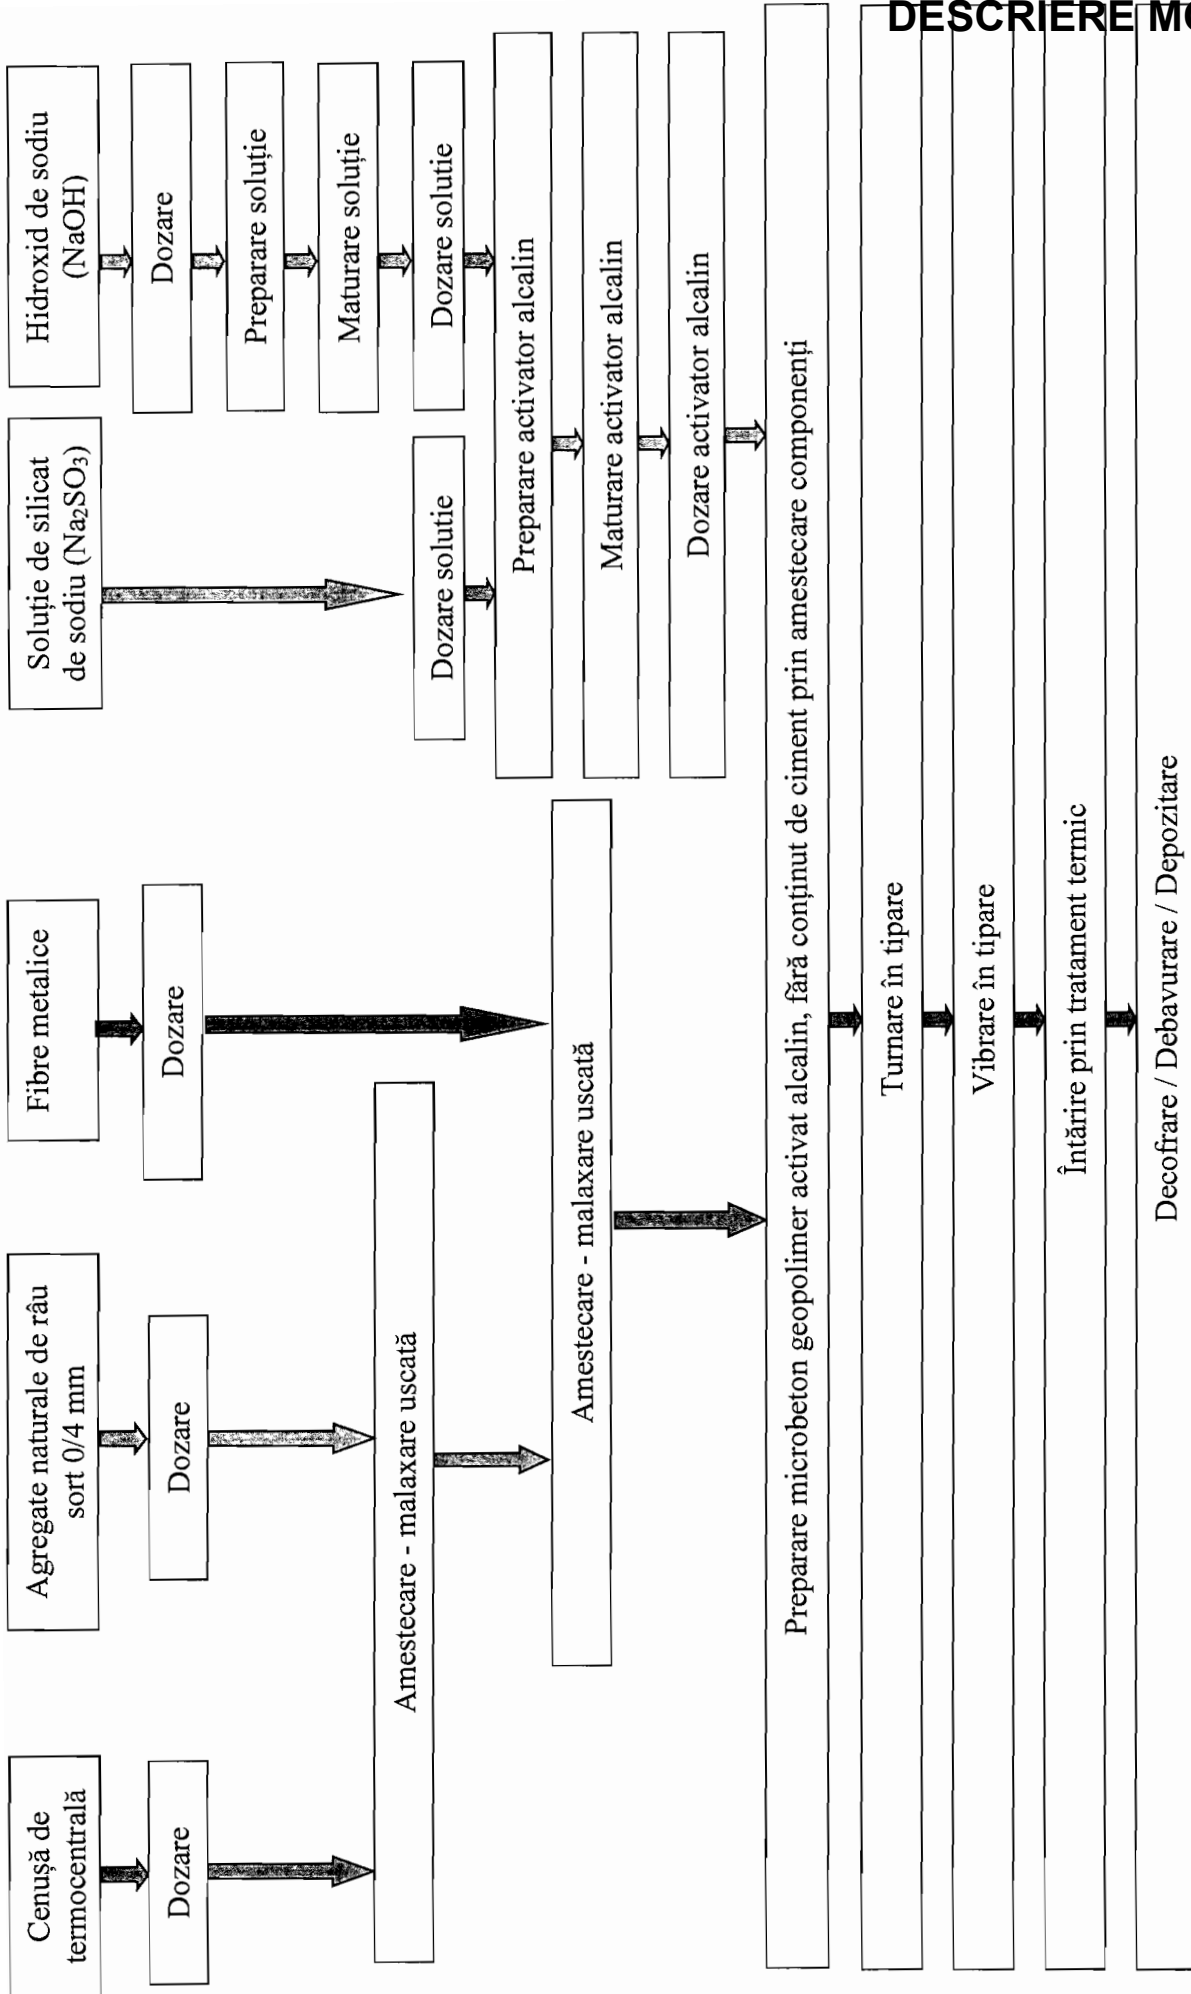 DESCRIERE
Cenușă de
termocentrală
Agregate naturale de râu
sort 0/4 mm
Fibre metalice
Soluție de silicat
de sodiu (Na₂SO₃)
Hidroxid de sodiu
(NaOH)
Dozare
Dozare
Dozare
Dozare
Preparare soluție
Maturare soluție
Dozare solutie
Dozare solutie
Amestecare - malaxare uscată
Amestecare - malaxare uscată
Preparare activator alcalin
Maturare activator alcalin
Dozare activator alcalin
Preparare microbeton geopolimer activat alcalin, fără conținut de ciment prin amestecare componenți
Turnare în tipare
Vibrare în tipare
Întărire prin tratament termic
Decofrare / Debavurare / Depozitare